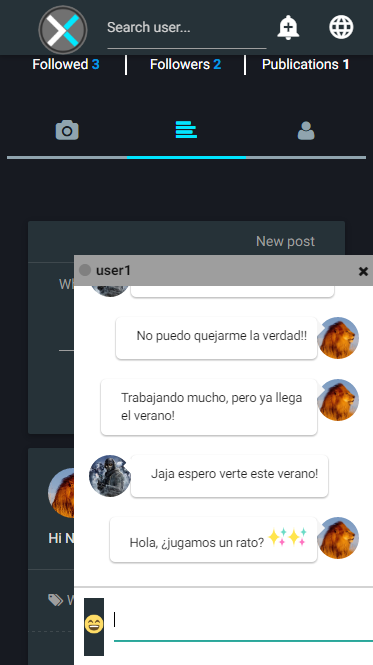 Search user...
Followed 3
Followers 2
Publications 1
New post
user1
No puedo quejarme la verdad!!
Trabajando mucho, pero ya llega
el verano!
Jaja espero verte este verano!
Hola, ¿jugamos un rato? ✨✨
Hi